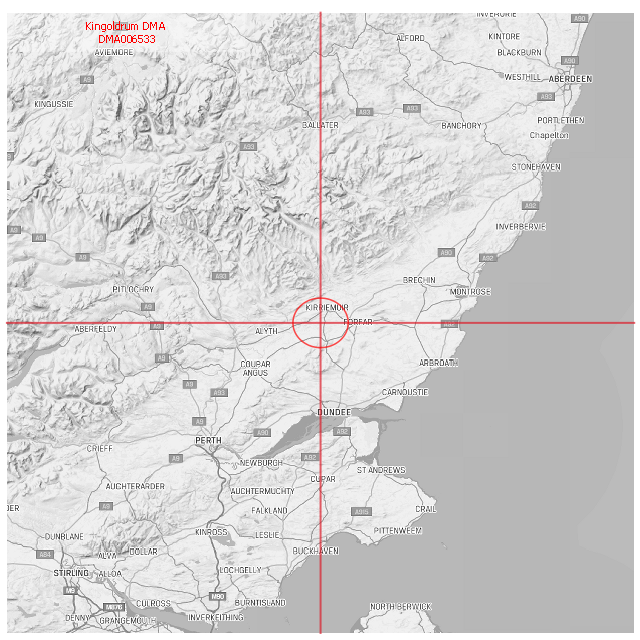 INVERURIE
A90
Kingoldrum DMA
DMA006533
ALFORD
KINTORE
AVIEMORE
BLACKBURN
A90
A9
WESTHILL
ABERDEEN
A90
KINGUSSIE
A93
A93
PORTLETHEN
BALLATER
BANCHORY
Chapelton
A93
STONEHAVEN
A92
A9
A9
INVERBERVIE
A90
A9
A92
A93
BRECHIN
PITLOCHRY
MONTROSE
A9
KIRRIEMUIR
FORFAR
ABERFELDY
ALYTH
COUPAR
ANGUS
ARBROATH
A9
A93
CARNOUSTIE
DUNDEE
A9
A90
A92
PERTH
CRIEFF
A9
A92
NEWBURGH
ST ANDREWS
CUPAR
AUCHTERARDER
AUCHTERMUCHTY
A9
DER
FALKLAND
A915
CRAIL
PITTENWEEM
KINROSS
LESLIE
DUNBLANE
BUCKHAVEN
A84
ALVA
DOLLAR
STIRLING
ALLOA
LOCHGELLY
M9
M90
CULROSS
BURNTISLAND
M876
NORTH BERWICK
DENNY
GRANGEMOUTH
INVERKEITHING